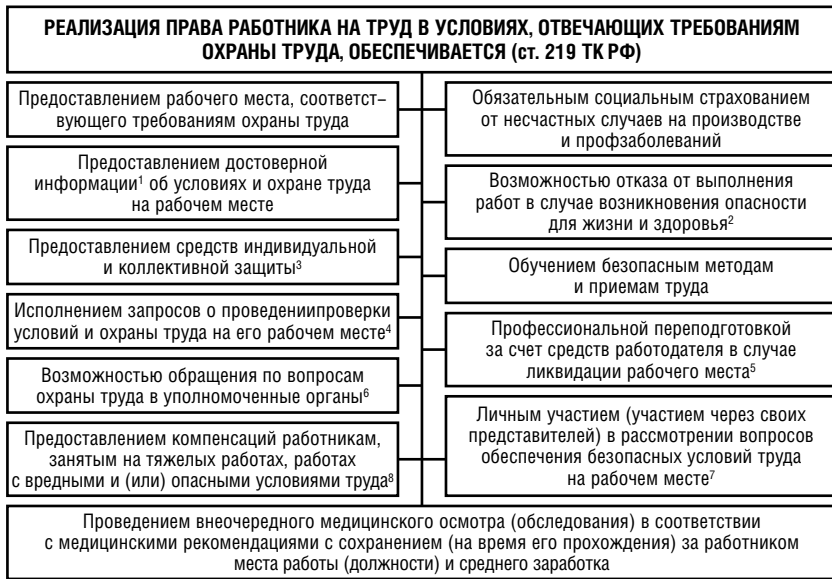 РЕАЛИЗАЦИЯ ПРАВА РАБОТНИКА НА ТРУД В УСЛОВИЯХ, ОТВЕЧАЮЩИХ ТРЕБОВАНИЯМ
ОХРАНЫ ТРУДА, ОБЕСПЕЧИВАЕТСЯ (ст. 219 ТК РФ)
Предоставлением рабочего места, соответст–
вующего требованиям охраны труда
Обязательным социальным страхованием
от несчастных случаев на производстве
и профзаболеваний
Предоставлением достоверной
информации¹ об условиях и охране труда
на рабочем месте
Возможностью отказа от выполнения
работ в случае возникновения опасности
для жизни и здоровья²
Предоставлением средств индивидуальной
и коллективной защиты³
Обучением безопасным методам
и приемам труда
Исполнением запросов о проведениипроверки
условий и охраны труда на его рабочем месте⁴
Профессиональной переподготовкой
за счет средств работодателя в случае
ликвидации рабочего места⁵
Возможностью обращения по вопросам
охраны труда в уполномоченные органы⁶
Личным участием (участием через своих
представителей) в рассмотрении вопросов
обеспечения безопасных условий труда
на рабочем месте⁷
Предоставлением компенсаций работникам,
занятым на тяжелых работах, работах
с вредными и (или) опасными условиями труда⁸
Проведением внеочередного медицинского осмотра (обследования) в соответствии
с медицинскими рекомендациями с сохранением (на время его прохождения) за работником
места работы (должности) и среднего заработка